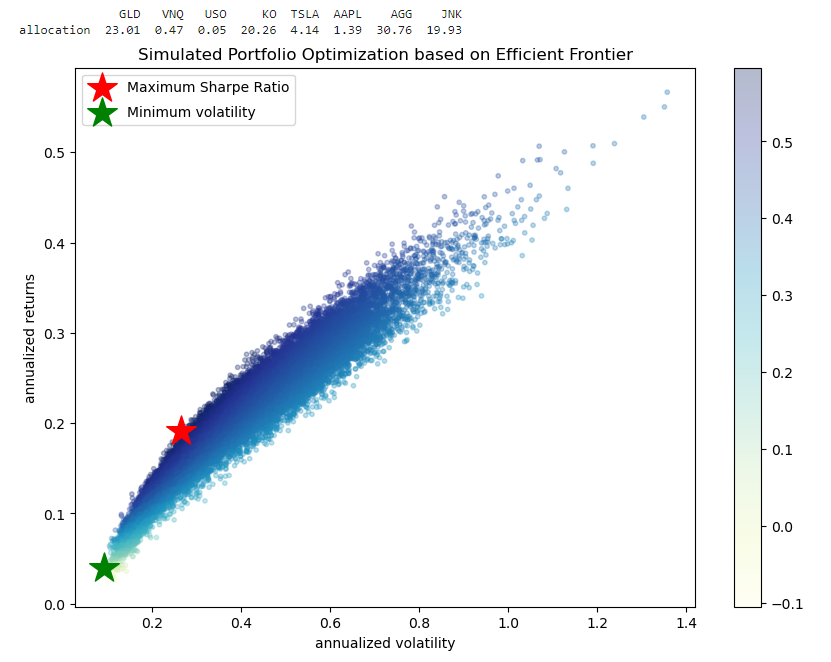 GLD VNQ USO KO TSLA AAPL AGG JNK
allocation 23.01 0.47 0.05 20.26 4.14 1.39 30.76 19.93
Simulated Portfolio Optimization based on Efficient Frontier
Maximum Sharpe Ratio
Minimum volatility
annualized returns
0.5
0.4
0.3
0.2
0.1
0.0
0.2 0.4 0.6 0.8 1.0 1.2 1.4
annualized volatility
0.5
0.4
0.3
0.2
0.1
0.0
−0.1